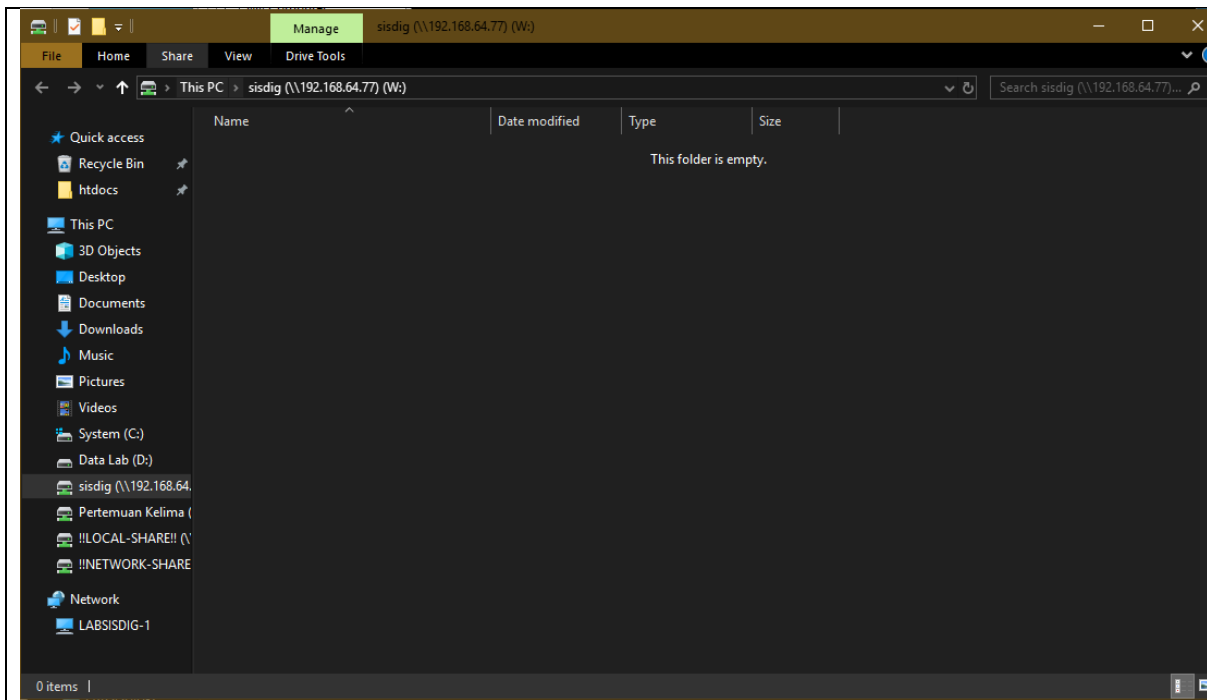 Manage
sisdig (\\192.168.64.77) (W:)
File Home Share View Drive Tools
This PC > sisdig (\\192.168.64.77) (W:)
Search sisdig (\\192.168.64.77)...
Name Date modified Type Size
This folder is empty.
Quick access
Recycle Bin
htdocs
This PC
3D Objects
Desktop
Documents
Downloads
Music
Pictures
Videos
System (C:)
Data Lab (D:)
sisdig (\\192.168.64.
Pertemuan Kelima (
!!LOCAL-SHARE!! (\
!!NETWORK-SHARE
Network
LABSISDIG-1
0 items